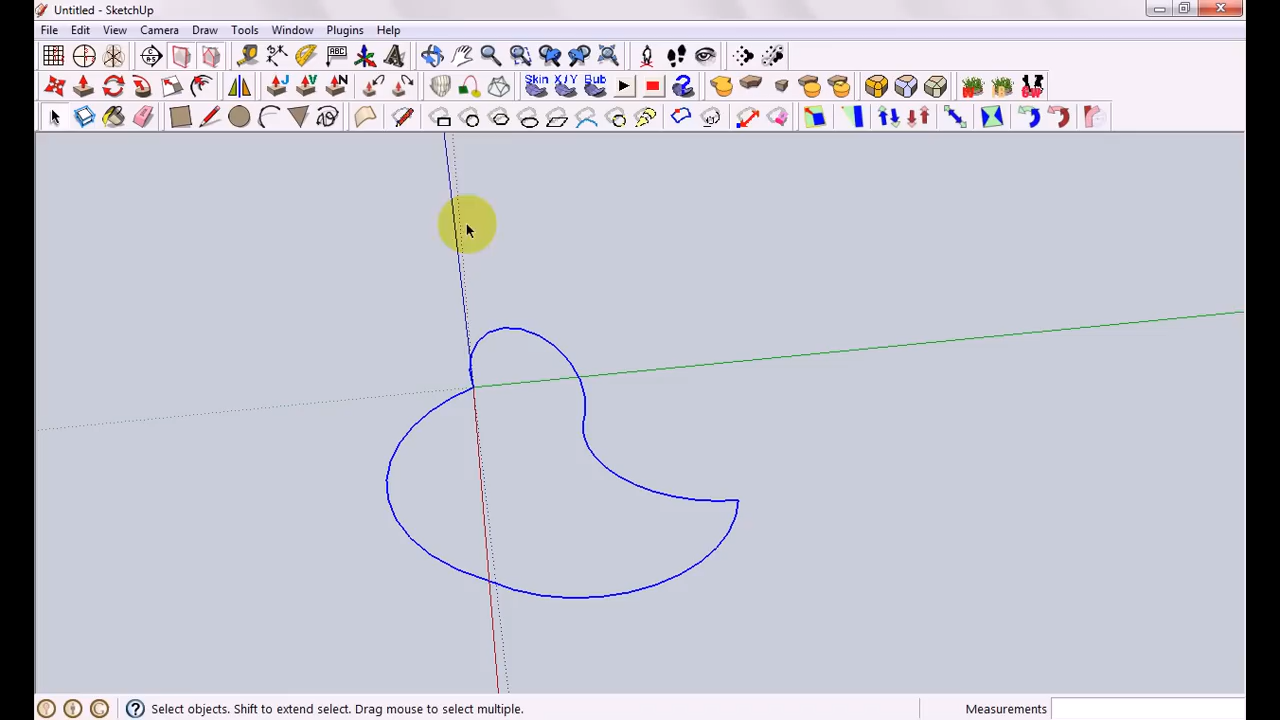 Untitled - SketchUp
File Edit View Camera Draw Tools Window Plugins Help
ABC
J V N Skin X/Y Bub
Select objects. Shift to extend select. Drag mouse to select multiple.
Measurements